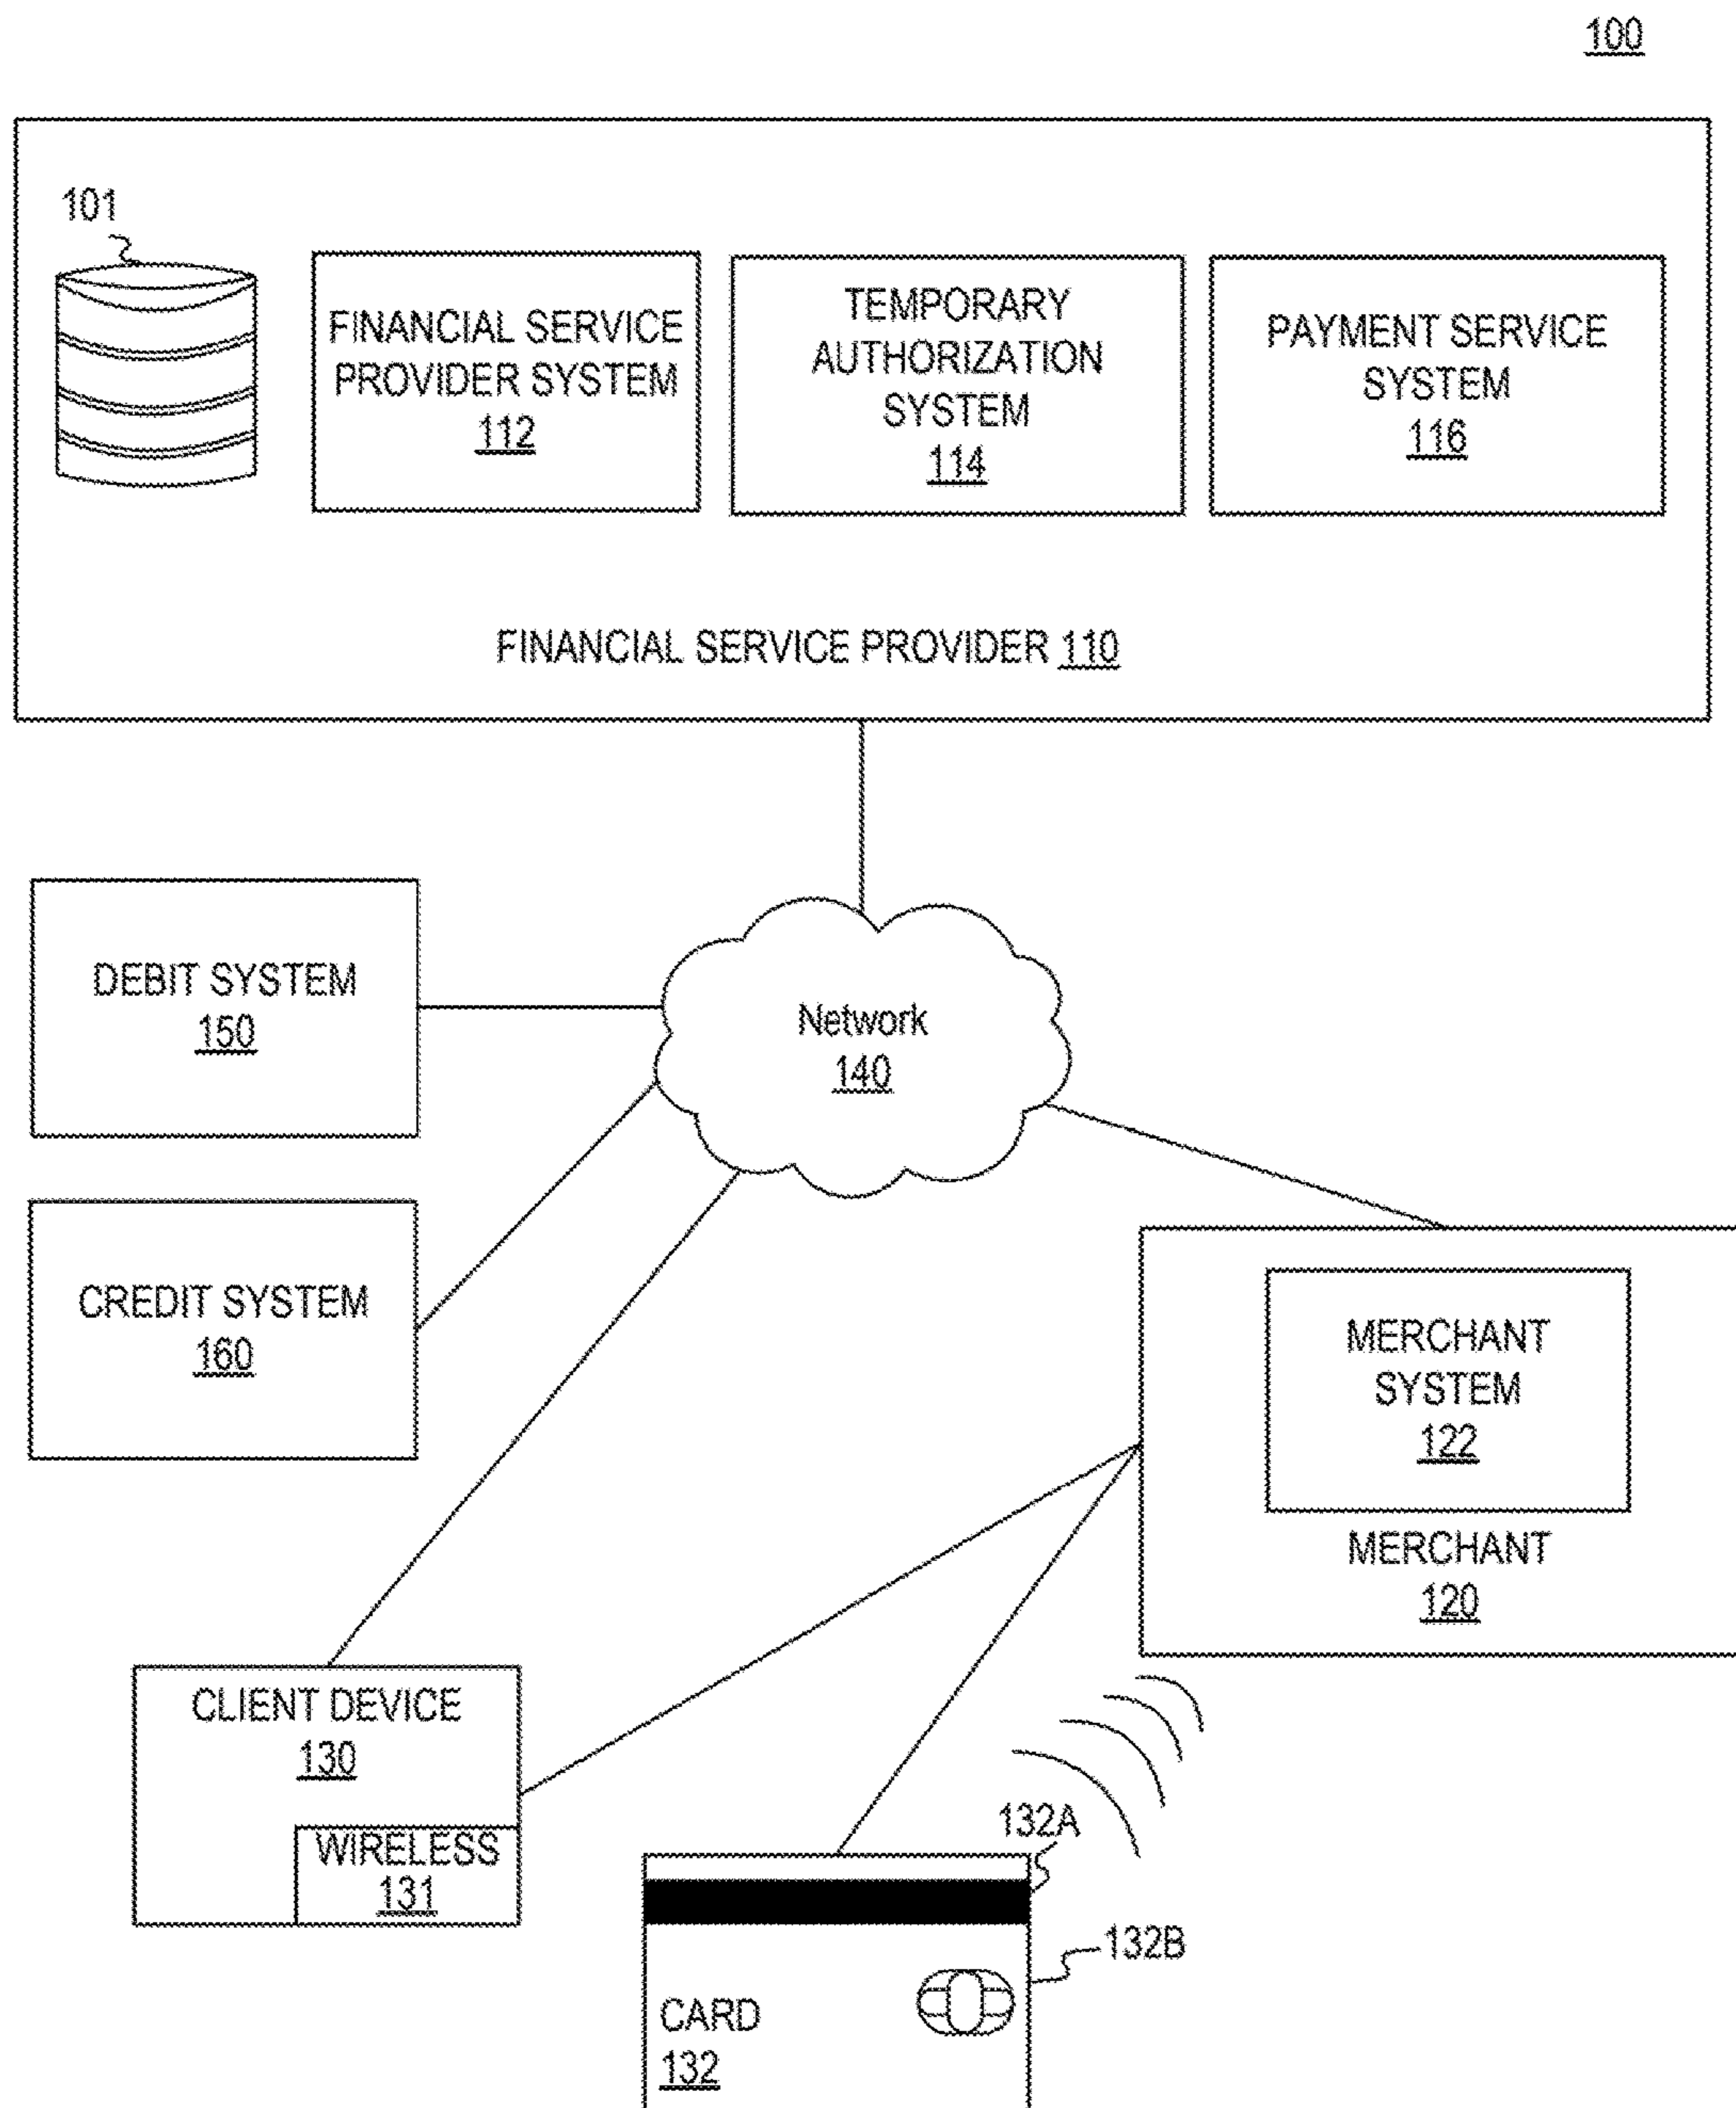 100
101
FINANCIAL SERVICE
PROVIDER SYSTEM
112
TEMPORARY
AUTHORIZATION
SYSTEM
114
PAYMENT SERVICE
SYSTEM
116
FINANCIAL SERVICE PROVIDER 110
DEBIT SYSTEM
150
Network
140
CREDIT SYSTEM
160
MERCHANT
SYSTEM
122
MERCHANT
120
CLIENT DEVICE
130
WIRELESS
131
132A
132B
CARD
132